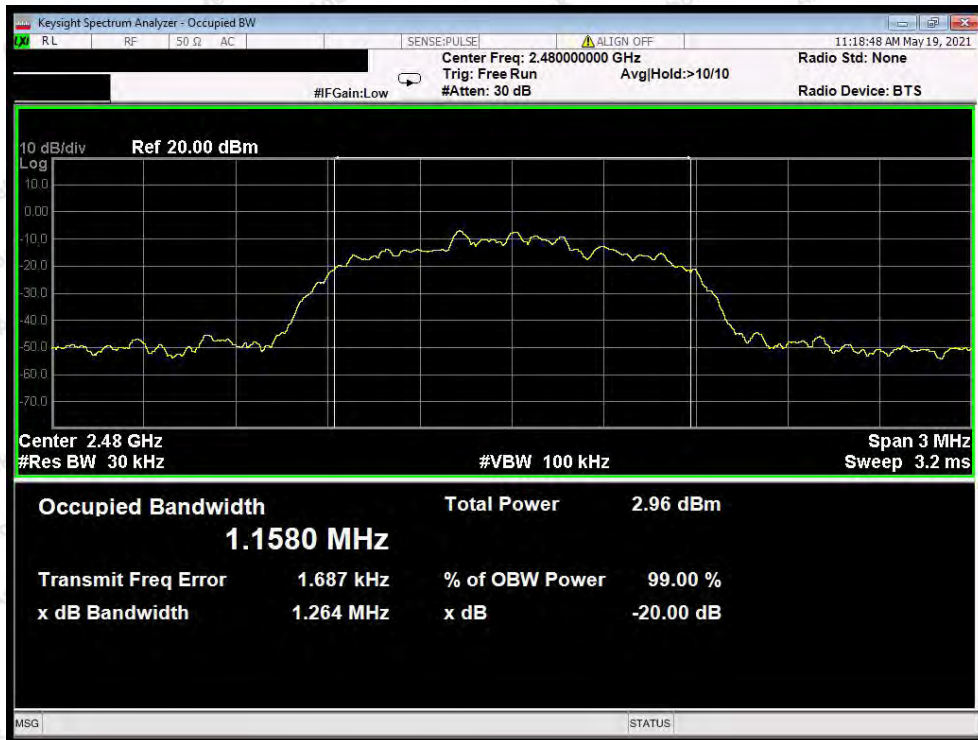 Keysight Spectrum Analyzer - Occupied BW
LXI RL RF 50 Ω AC SENSE:PULSE ALIGN OFF 11:18:48 AM May 19, 2021
Center Freq: 2.480000000 GHz Radio Std: None
Trig: Free Run Avg|Hold:>10/10
#IFGain:Low #Atten: 30 dB Radio Device: BTS
10 dB/div Ref 20.00 dBm
Log
10.0
0.00
-10.0
-20.0
-30.0
-40.0
-50.0
-60.0
-70.0
Center 2.48 GHz Span 3 MHz
#Res BW 30 kHz #VBW 100 kHz Sweep 3.2 ms
Occupied Bandwidth Total Power 2.96 dBm
1.1580 MHz
Transmit Freq Error 1.687 kHz % of OBW Power 99.00 %
x dB Bandwidth 1.264 MHz x dB -20.00 dB
MSG STATUS